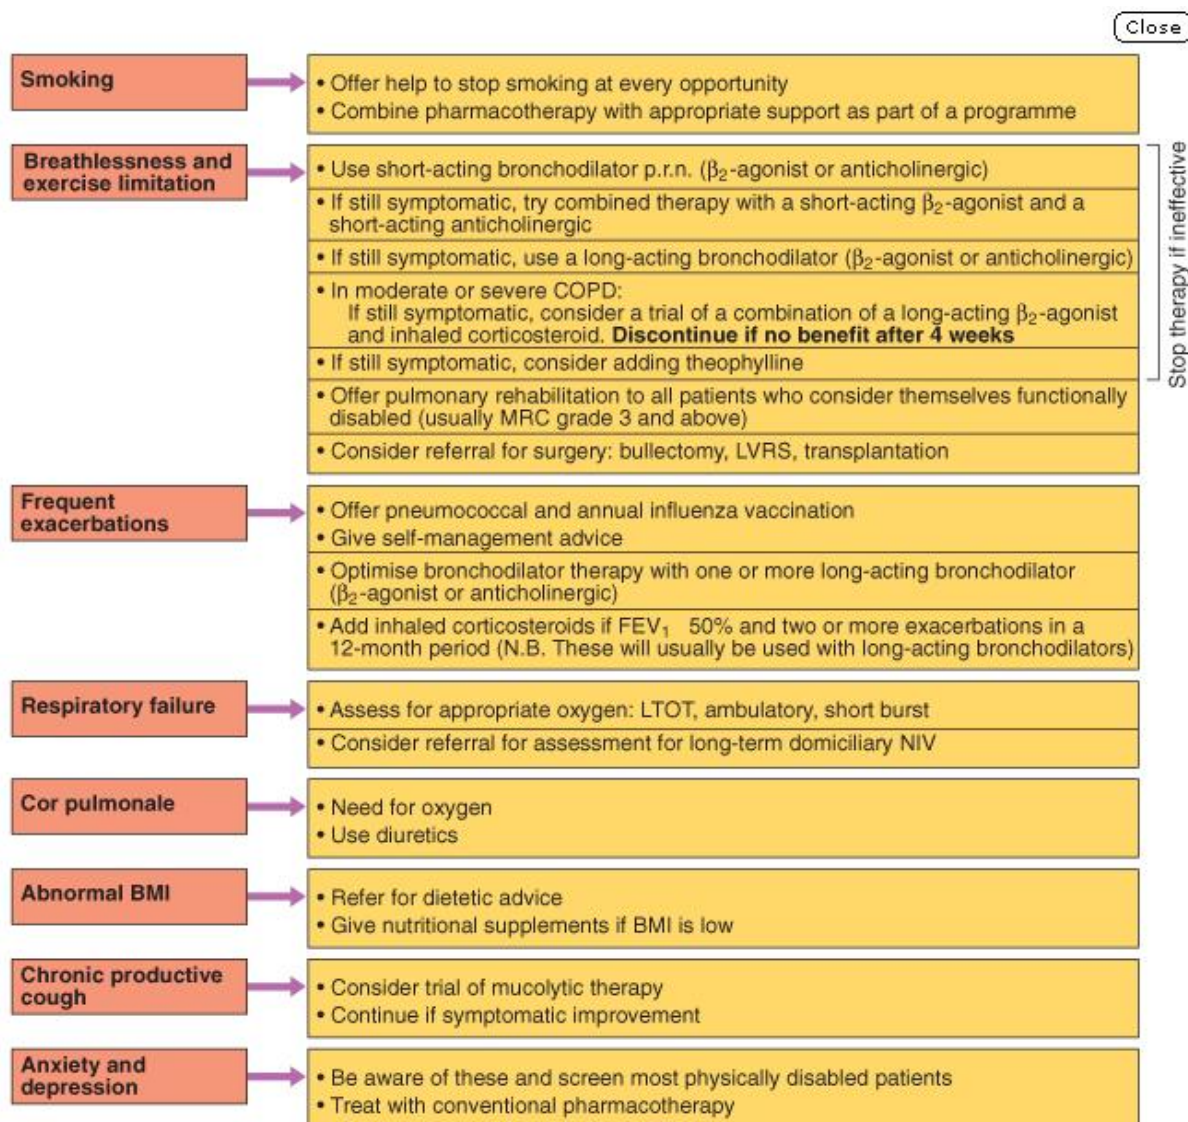 Close
Smoking
• Offer help to stop smoking at every opportunity
• Combine pharmacotherapy with appropriate support as part of a programme
Breathlessness and
exercise limitation
• Use short-acting bronchodilator p.r.n. (β₂-agonist or anticholinergic)
• If still symptomatic, try combined therapy with a short-acting β₂-agonist and a
short-acting anticholinergic
• If still symptomatic, use a long-acting bronchodilator (β₂-agonist or anticholinergic)
• In moderate or severe COPD:
If still symptomatic, consider a trial of a combination of a long-acting β₂-agonist
and inhaled corticosteroid. Discontinue if no benefit after 4 weeks
• If still symptomatic, consider adding theophylline
Stop therapy if ineffective
• Offer pulmonary rehabilitation to all patients who consider themselves functionally
disabled (usually MRC grade 3 and above)
• Consider referral for surgery: bullectomy, LVRS, transplantation
Frequent
exacerbations
• Offer pneumococcal and annual influenza vaccination
• Give self-management advice
• Optimise bronchodilator therapy with one or more long-acting bronchodilator
(β₂-agonist or anticholinergic)
• Add inhaled corticosteroids if FEV₁ 50% and two or more exacerbations in a
12-month period (N.B. These will usually be used with long-acting bronchodilators)
Respiratory failure
• Assess for appropriate oxygen: LTOT, ambulatory, short burst
• Consider referral for assessment for long-term domiciliary NIV
Cor pulmonale
• Need for oxygen
• Use diuretics
Abnormal BMI
• Refer for dietetic advice
• Give nutritional supplements if BMI is low
Chronic productive
cough
• Consider trial of mucolytic therapy
• Continue if symptomatic improvement
Anxiety and
depression
• Be aware of these and screen most physically disabled patients
• Treat with conventional pharmacotherapy